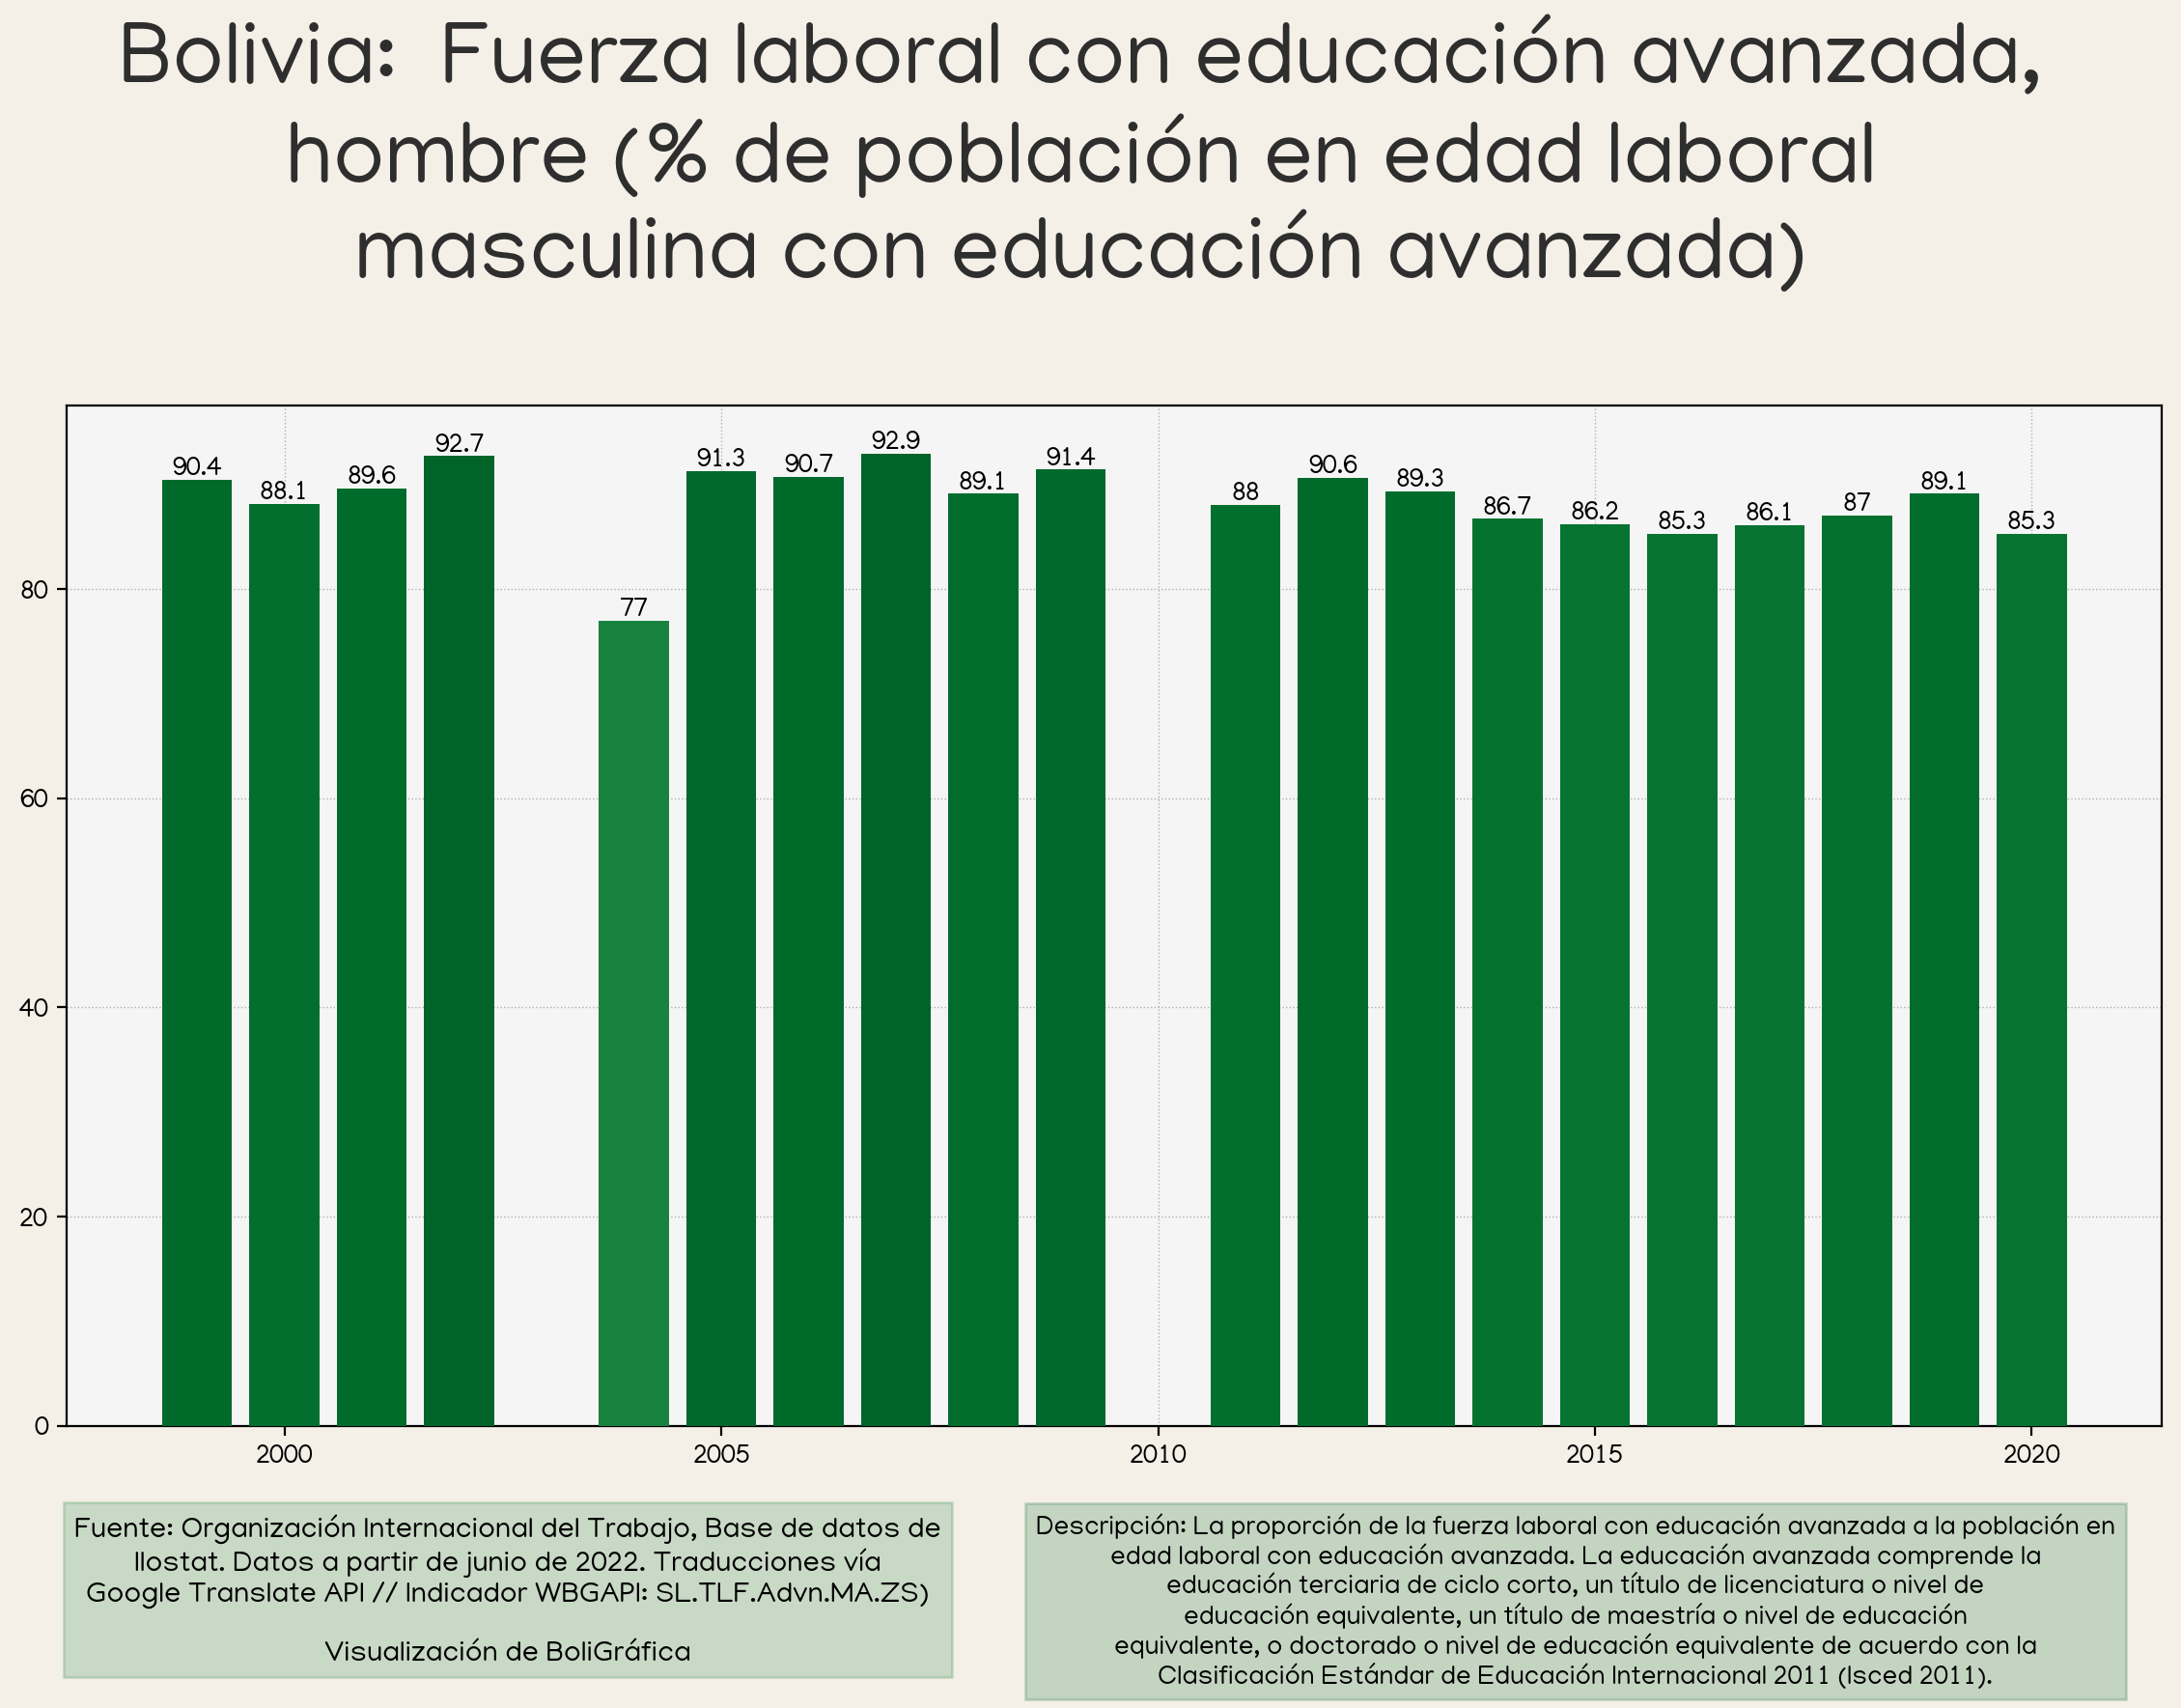 Bolivia: Fuerza laboral con educación avanzada,
hombre (% de población en edad laboral
masculina con educación avanzada)
90.4
88.1
89.6
92.7
77
91.3
90.7
92.9
89.1
91.4
88
90.6
89.3
86.7
86.2
85.3
86.1
87
89.1
85.3
80
60
40
20
0
2000
2005
2010
2015
2020
Fuente: Organización Internacional del Trabajo, Base de datos de
Ilostat. Datos a partir de junio de 2022. Traducciones vía
Google Translate API // Indicador WBGAPI: SL.TLF.Advn.MA.ZS)
Visualización de BoliGráfica
Descripción: La proporción de la fuerza laboral con educación avanzada a la población en
edad laboral con educación avanzada. La educación avanzada comprende la
educación terciaria de ciclo corto, un título de licenciatura o nivel de
educación equivalente, un título de maestría o nivel de educación
equivalente, o doctorado o nivel de educación equivalente de acuerdo con la
Clasificación Estándar de Educación Internacional 2011 (Isced 2011).